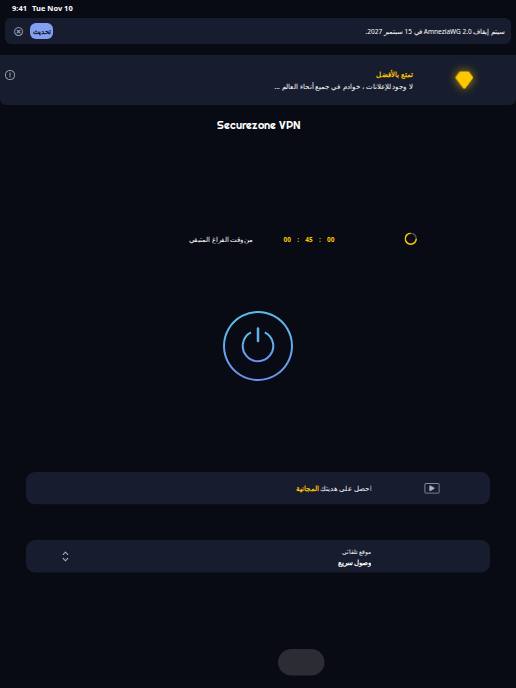 9:41 Tue Nov 10
سيتم إيقاف AmneziaWG 2.0 في 15 سبتمبر 2027.
تحديث
تمتع بالأفضل
لا وجود للإعلانات ، خوادم في جميع أنحاء العالم ...
Securezone VPN
من وقت الفراغ المتبقي
00 : 45 : 00
احصل على هديتك المجانية
موقع تلقائي
وصول سريع